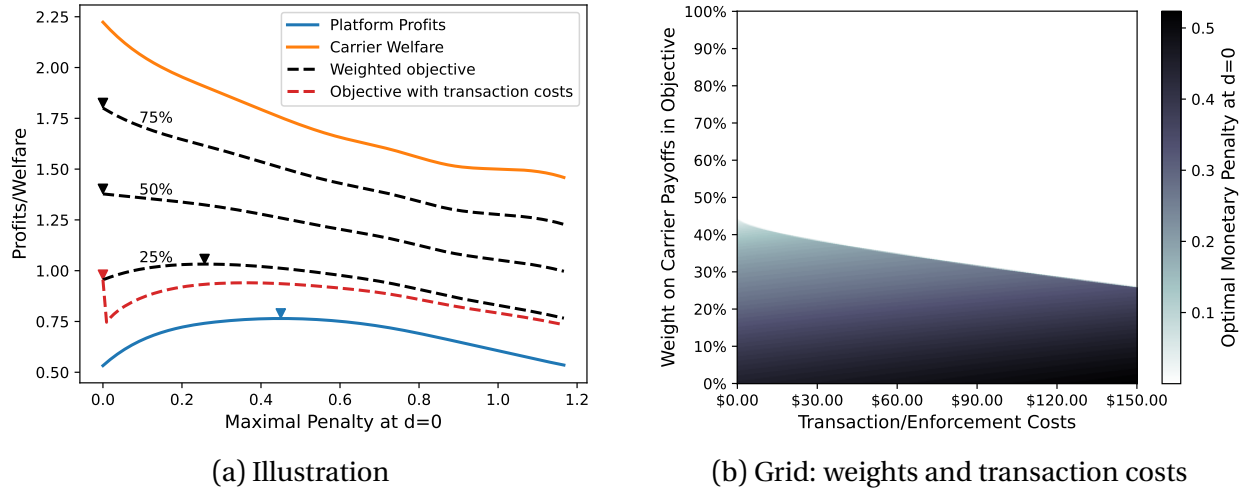 2.25
2.00
1.75
1.50
1.25
1.00
0.75
0.50
Profits/Welfare
Platform Profits
Carrier Welfare
Weighted objective
Objective with transaction costs
75%
50%
25%
0.0 0.2 0.4 0.6 0.8 1.0 1.2
Maximal Penalty at d=0
(a) Illustration
100%
90%
80%
70%
60%
50%
40%
30%
20%
10%
0%
Weight on Carrier Payoffs in Objective
$0.00 $30.00 $60.00 $90.00 $120.00 $150.00
Transaction/Enforcement Costs
0.5
0.4
0.3
0.2
0.1
Optimal Monetary Penalty at d=0
(b) Grid: weights and transaction costs